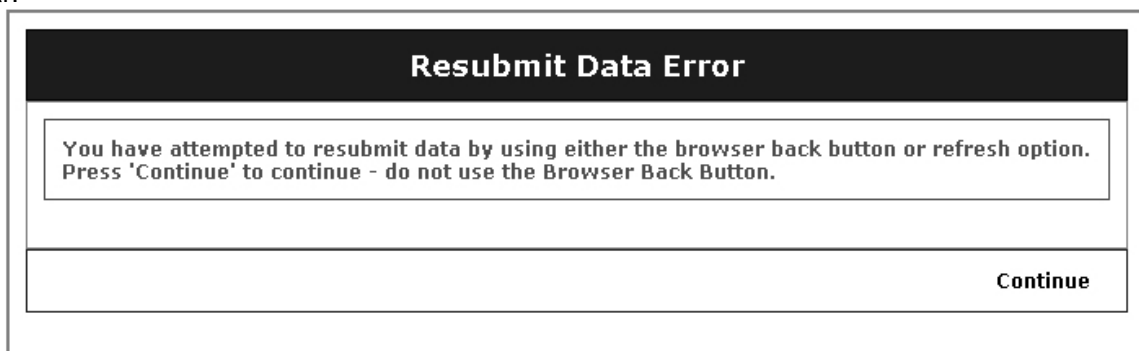 Resubmit Data Error
You have attempted to resubmit data by using either the browser back button or refresh option.
Press 'Continue' to continue - do not use the Browser Back Button.
Continue